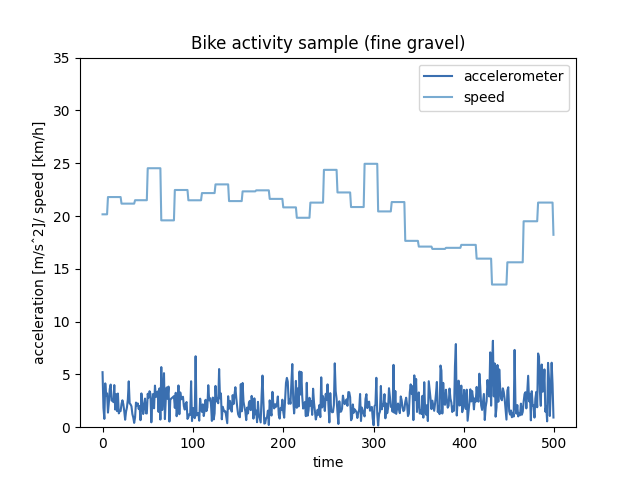 Bike activity sample (fine gravel)
accelerometer
speed
acceleration [m/s^2]/ speed [km/h]
35
30
25
20
15
10
5
0
0 100 200 300 400 500
time